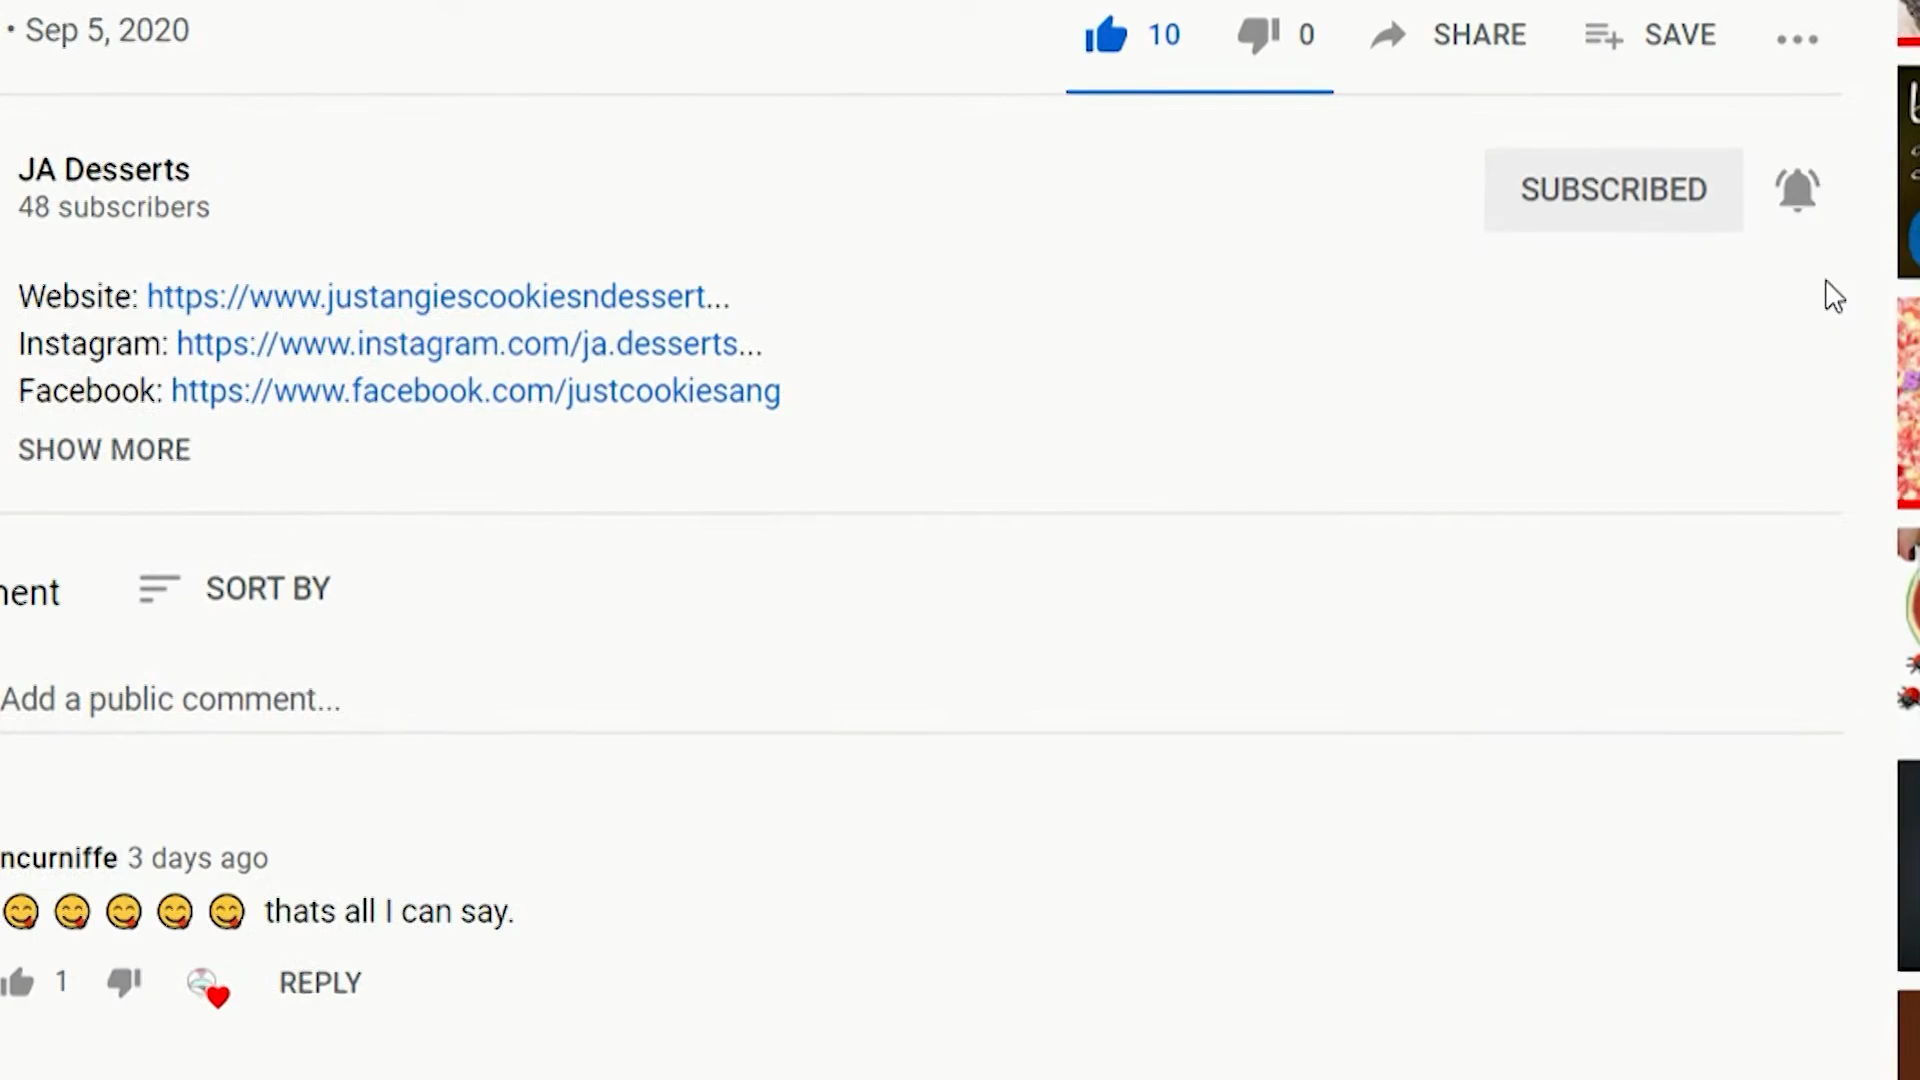 • Sep 5, 2020
10 0 SHARE SAVE
JA Desserts
48 subscribers
SUBSCRIBED
Website: https://www.justangiescookiesndessert...
Instagram: https://www.instagram.com/ja.desserts...
Facebook: https://www.facebook.com/justcookiesang
SHOW MORE
ment SORT BY
Add a public comment...
ncurniffe 3 days ago
😋 😋 😋 😋 😋 thats all I can say.
1 REPLY